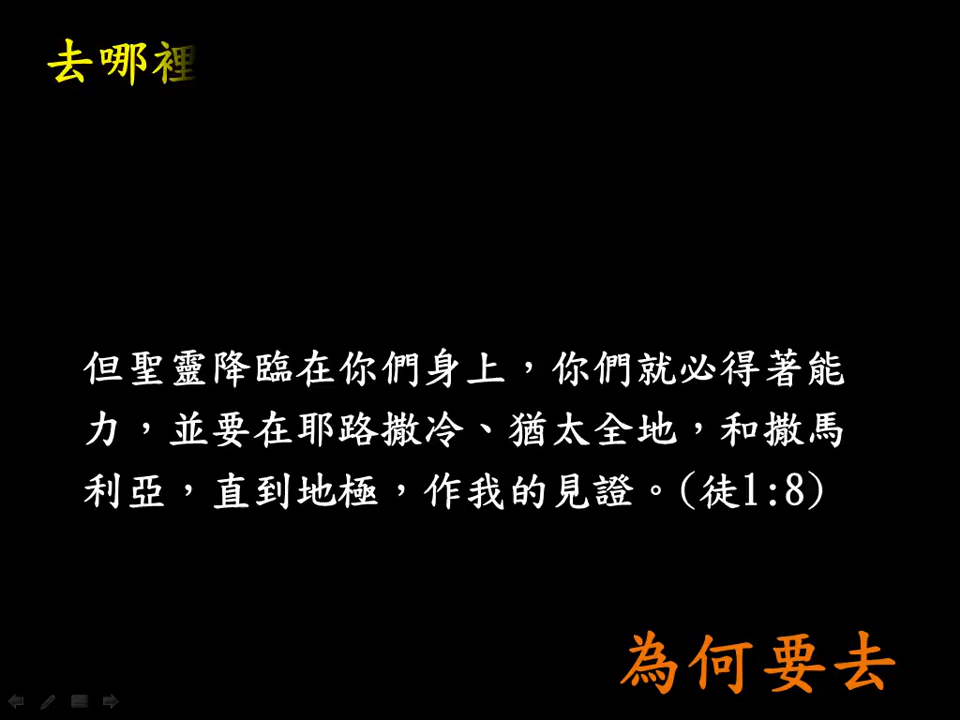 去哪裡
但聖靈降臨在你們身上，你們就必得著能
力，並要在耶路撒冷、猶太全地，和撒馬
利亞，直到地極，作我的見證。(徒1:8)
為何要去